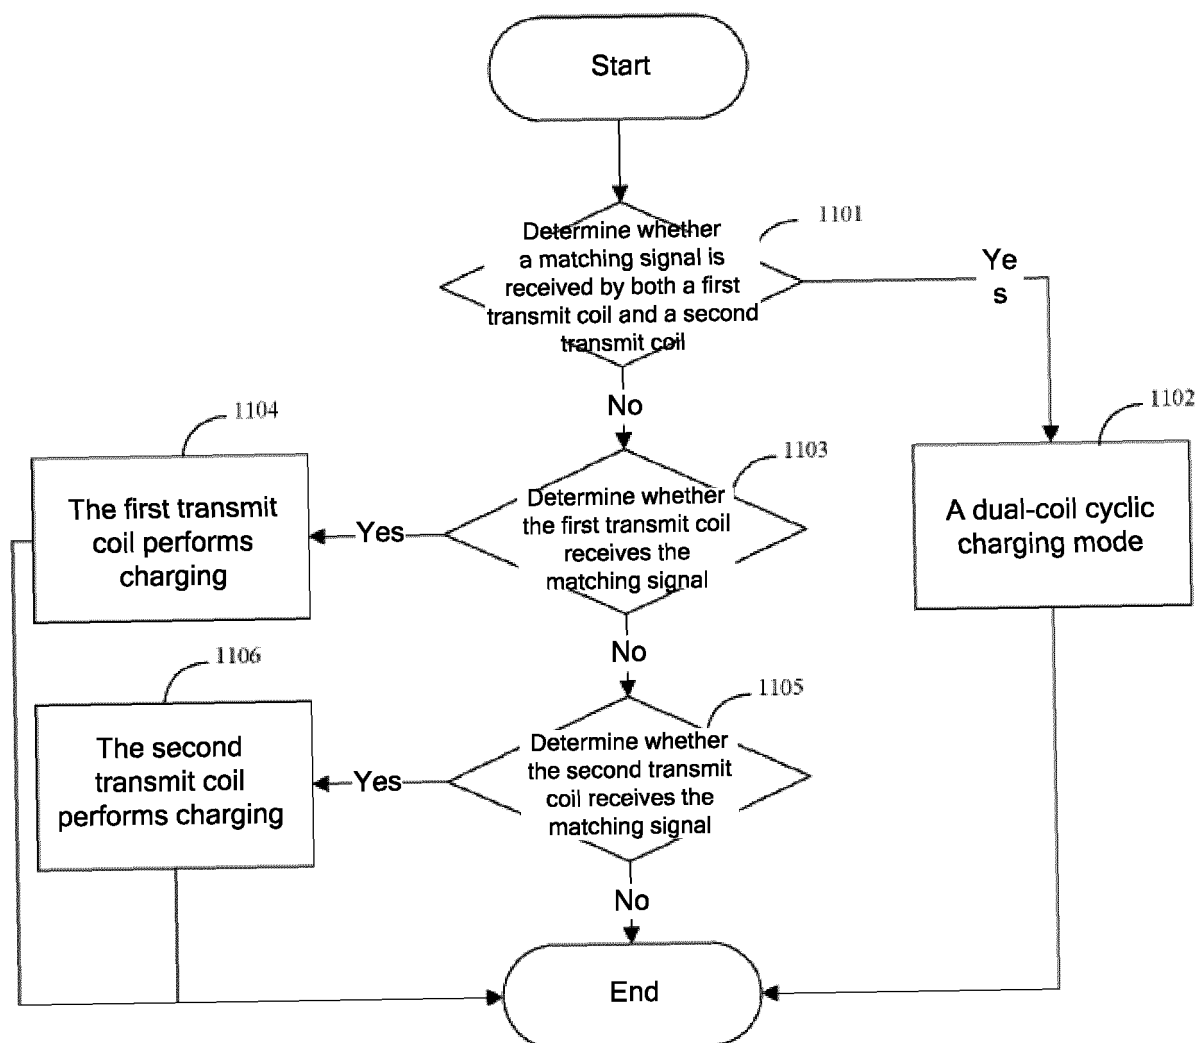 Start
1101
Determine whether
a matching signal is
received by both a first
transmit coil and a second
transmit coil
Ye
s
No
1104
1102
1103
The first transmit
coil performs
charging
Yes
Determine whether
the first transmit coil
receives the
matching signal
A dual-coil cyclic
charging mode
No
1106
1105
The second
transmit coil
performs charging
Yes
Determine whether
the second transmit
coil receives the
matching signal
No
End